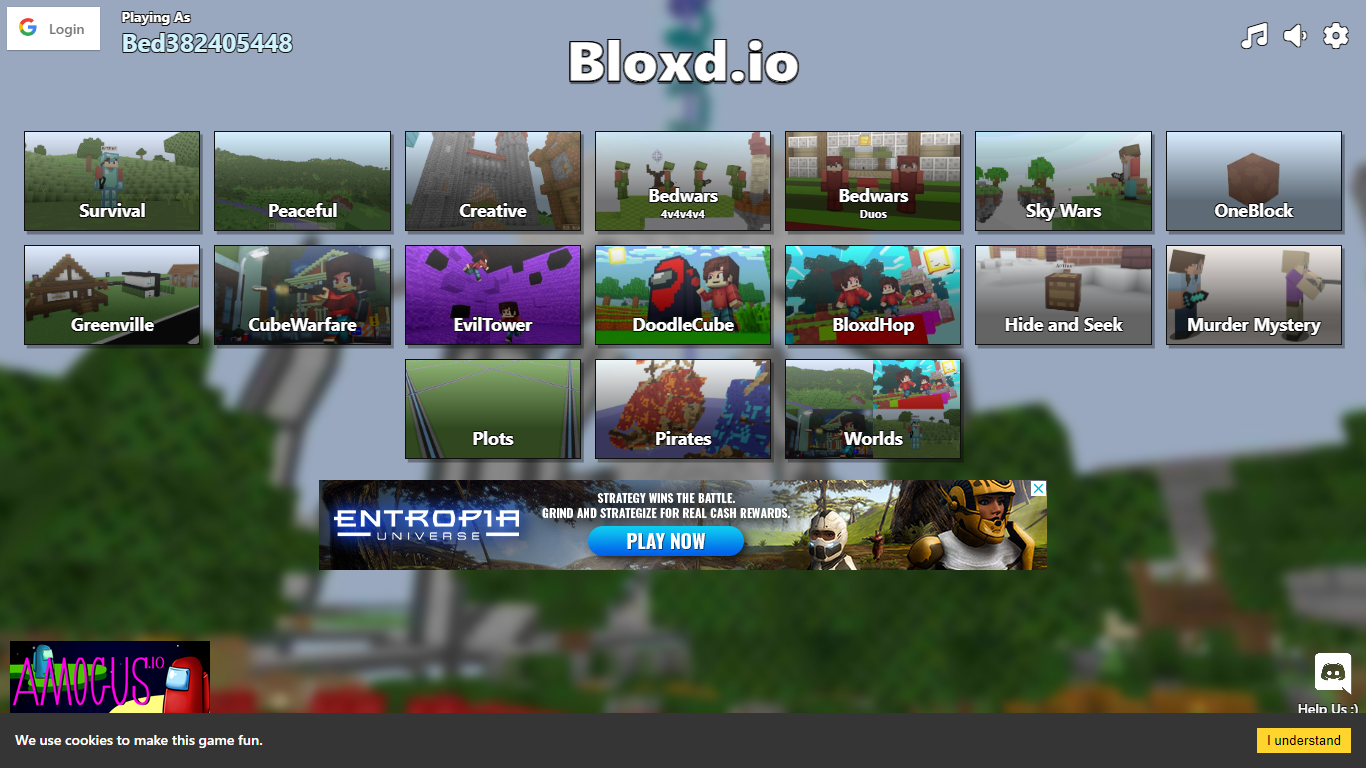 Login
Playing As
Bed382405448
Bloxd.io
Survival
Peaceful
Creative
Bedwars
4v4v4v4
Bedwars
Duos
Sky Wars
OneBlock
Greenville
CubeWarfare
EvilTower
DoodleCube
BloxdHop
Hide and Seek
Murder Mystery
Plots
Pirates
Worlds
ENTROPIA
UNIVERSE
STRATEGY WINS THE BATTLE.
GRIND AND STRATEGIZE FOR REAL CASH REWARDS.
PLAY NOW
AMOGUS.IO
Help Us :)
We use cookies to make this game fun.
I understand